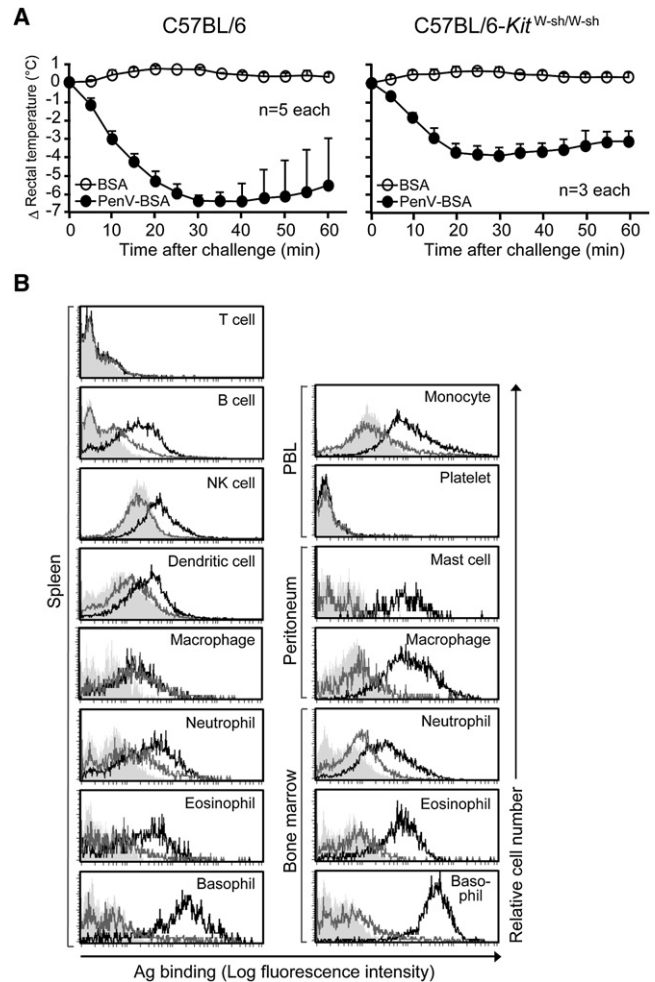 A
C57BL/6
C57BL/6-Kit W-sh/W-sh
Δ Rectal temperature (°C)
1
0
-1
-2
-3
-4
-5
-6
-7
n=5 each
BSA
PenV-BSA
0 10 20 30 40 50 60
Time after challenge (min)
n=3 each
BSA
PenV-BSA
0 10 20 30 40 50 60
Time after challenge (min)
B
Spleen
T cell
B cell
NK cell
Dendritic cell
Macrophage
Neutrophil
Eosinophil
Basophil
PBL
Monocyte
Platelet
Peritoneum
Mast cell
Macrophage
Bone marrow
Neutrophil
Eosinophil
Baso-
phil
Relative cell number
Ag binding (Log fluorescence intensity)